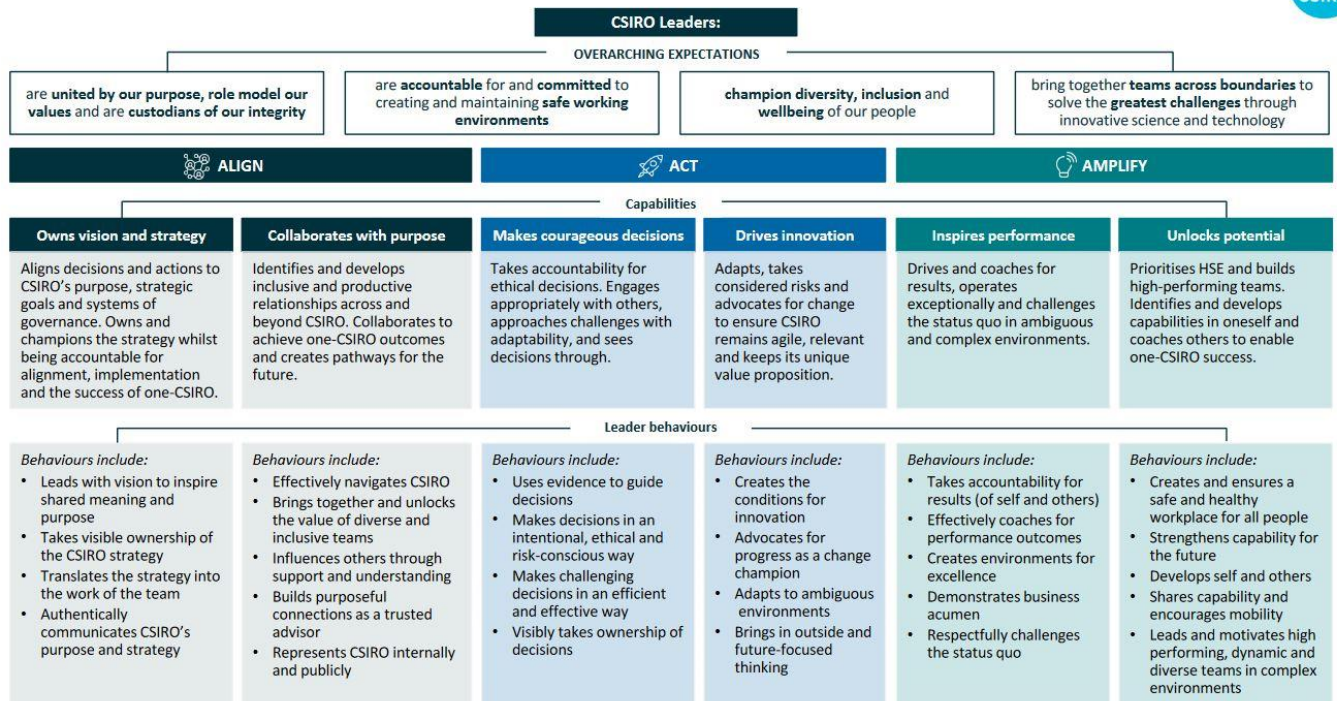 CSIRO Leaders:
OVERARCHING EXPECTATIONS
are united by our purpose, role model our
values and are custodians of our integrity
are accountable for and committed to
creating and maintaining safe working
environments
champion diversity, inclusion and
wellbeing of our people
bring together teams across boundaries to
solve the greatest challenges through
innovative science and technology
ALIGN
ACT
AMPLIFY
Capabilities
Owns vision and strategy
Aligns decisions and actions to
CSIRO's purpose, strategic
goals and systems of
governance. Owns and
champions the strategy whilst
being accountable for
alignment, implementation
and the success of one-CSIRO.
Collaborates with purpose
Identifies and develops
inclusive and productive
relationships across and
beyond CSIRO. Collaborates to
achieve one-CSIRO outcomes
and creates pathways for the
future.
Makes courageous decisions
Takes accountability for
ethical decisions. Engages
appropriately with others,
approaches challenges with
adaptability, and sees
decisions through.
Drives innovation
Adapts, takes
considered risks and
advocates for change
to ensure CSIRO
remains agile, relevant
and keeps its unique
value proposition.
Inspires performance
Drives and coaches for
results, operates
exceptionally and challenges
the status quo in ambiguous
and complex environments.
Unlocks potential
Prioritises HSE and builds
high-performing teams.
Identifies and develops
capabilities in oneself and
coaches others to enable
one-CSIRO success.
Leader behaviours
Behaviours include:
• Leads with vision to inspire
shared meaning and
purpose
• Takes visible ownership of
the CSIRO strategy
• Translates the strategy into
the work of the team
• Authentically
communicates CSIRO's
purpose and strategy
Behaviours include:
• Effectively navigates CSIRO
• Brings together and unlocks
the value of diverse and
inclusive teams
• Influences others through
support and understanding
• Builds purposeful
connections as a trusted
advisor
• Represents CSIRO internally
and publicly
Behaviours include:
• Uses evidence to guide
decisions
• Makes decisions in an
intentional, ethical and
risk-conscious way
• Makes challenging
decisions in an efficient
and effective way
• Visibly takes ownership of
decisions
Behaviours include:
• Creates the
conditions for
innovation
• Advocates for
progress as a change
champion
• Adapts to ambiguous
environments
• Brings in outside and
future-focused
thinking
Behaviours include:
• Takes accountability for
results (of self and others)
• Effectively coaches for
performance outcomes
• Creates environments for
excellence
• Demonstrates business
acumen
• Respectfully challenges
the status quo
Behaviours include:
• Creates and ensures a
safe and healthy
workplace for all people
• Strengthens capability for
the future
• Develops self and others
• Shares capability and
encourages mobility
• Leads and motivates high
performing, dynamic and
diverse teams in complex
environments